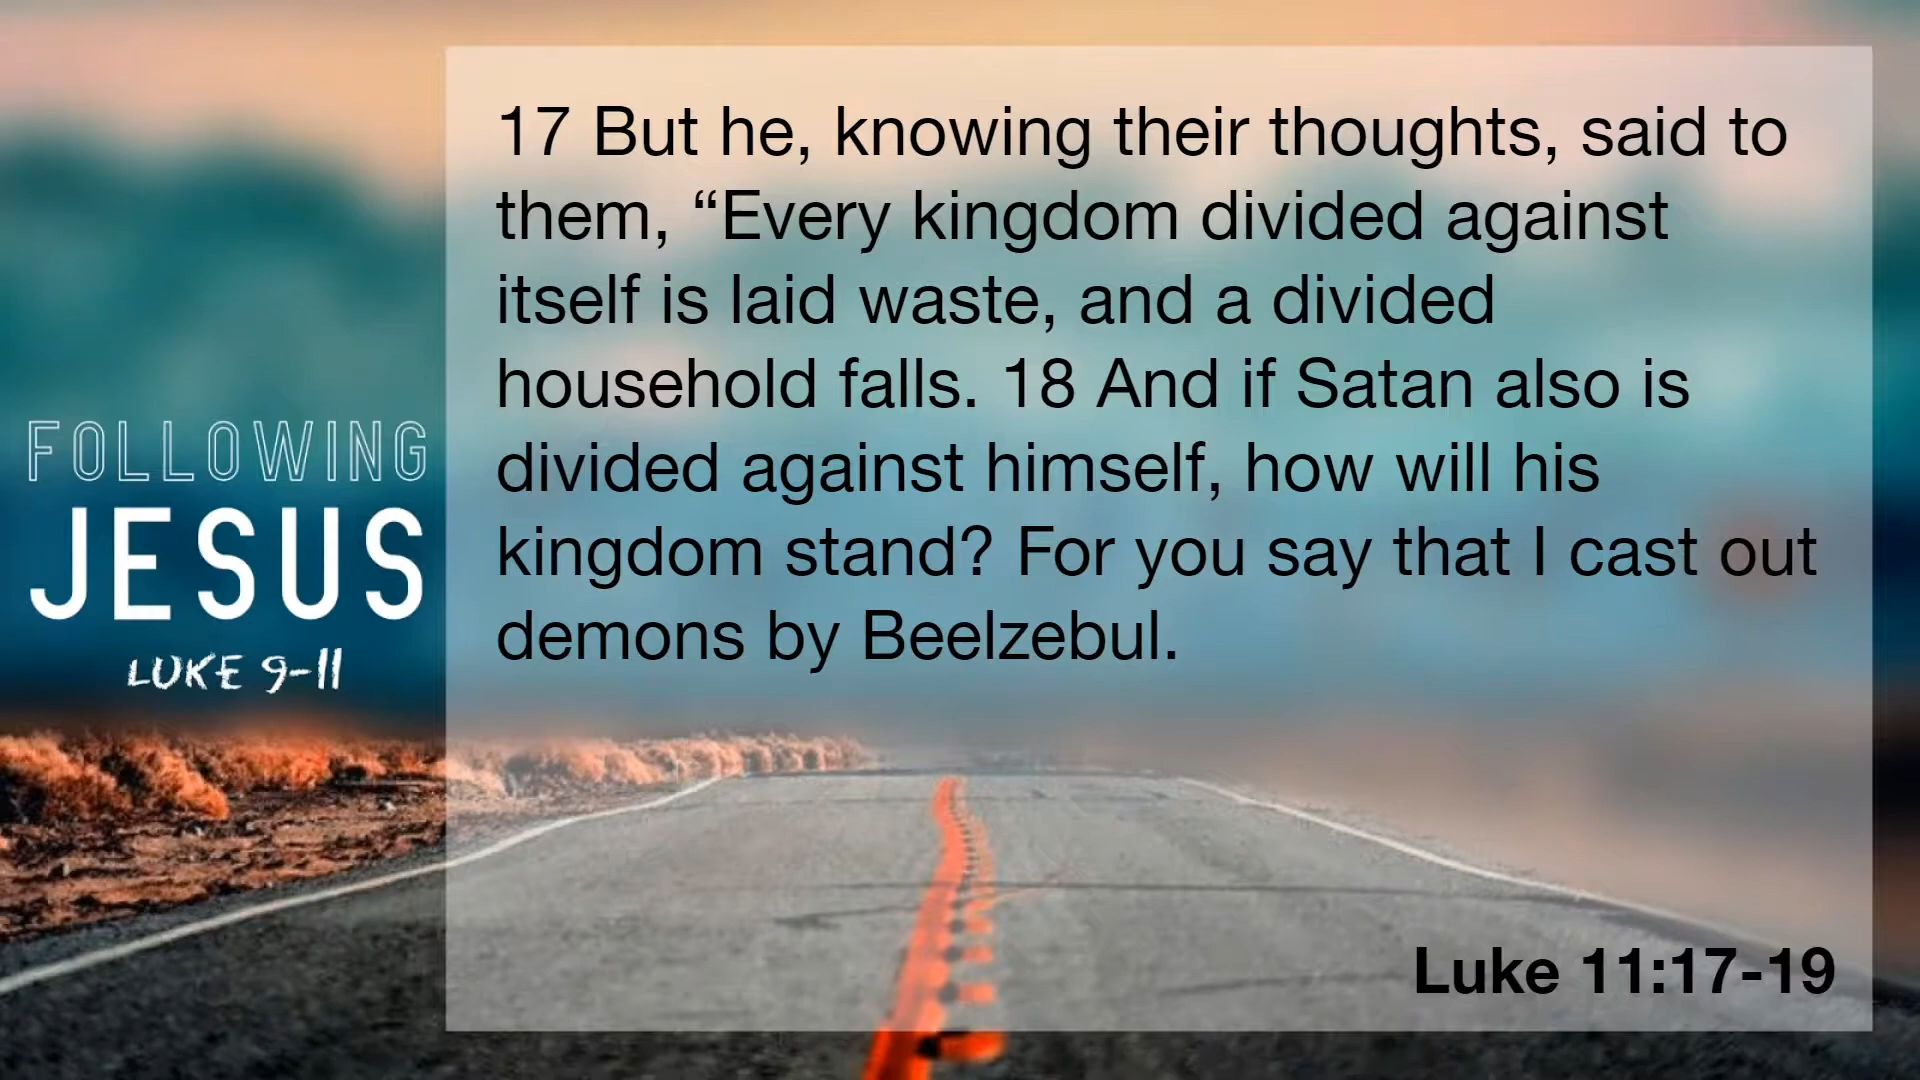 FOLLOWING
JESUS
LUKE 9-11
17 But he, knowing their thoughts, said to
them, “Every kingdom divided against
itself is laid waste, and a divided
household falls. 18 And if Satan also is
divided against himself, how will his
kingdom stand? For you say that I cast out
demons by Beelzebul.
Luke 11:17-19